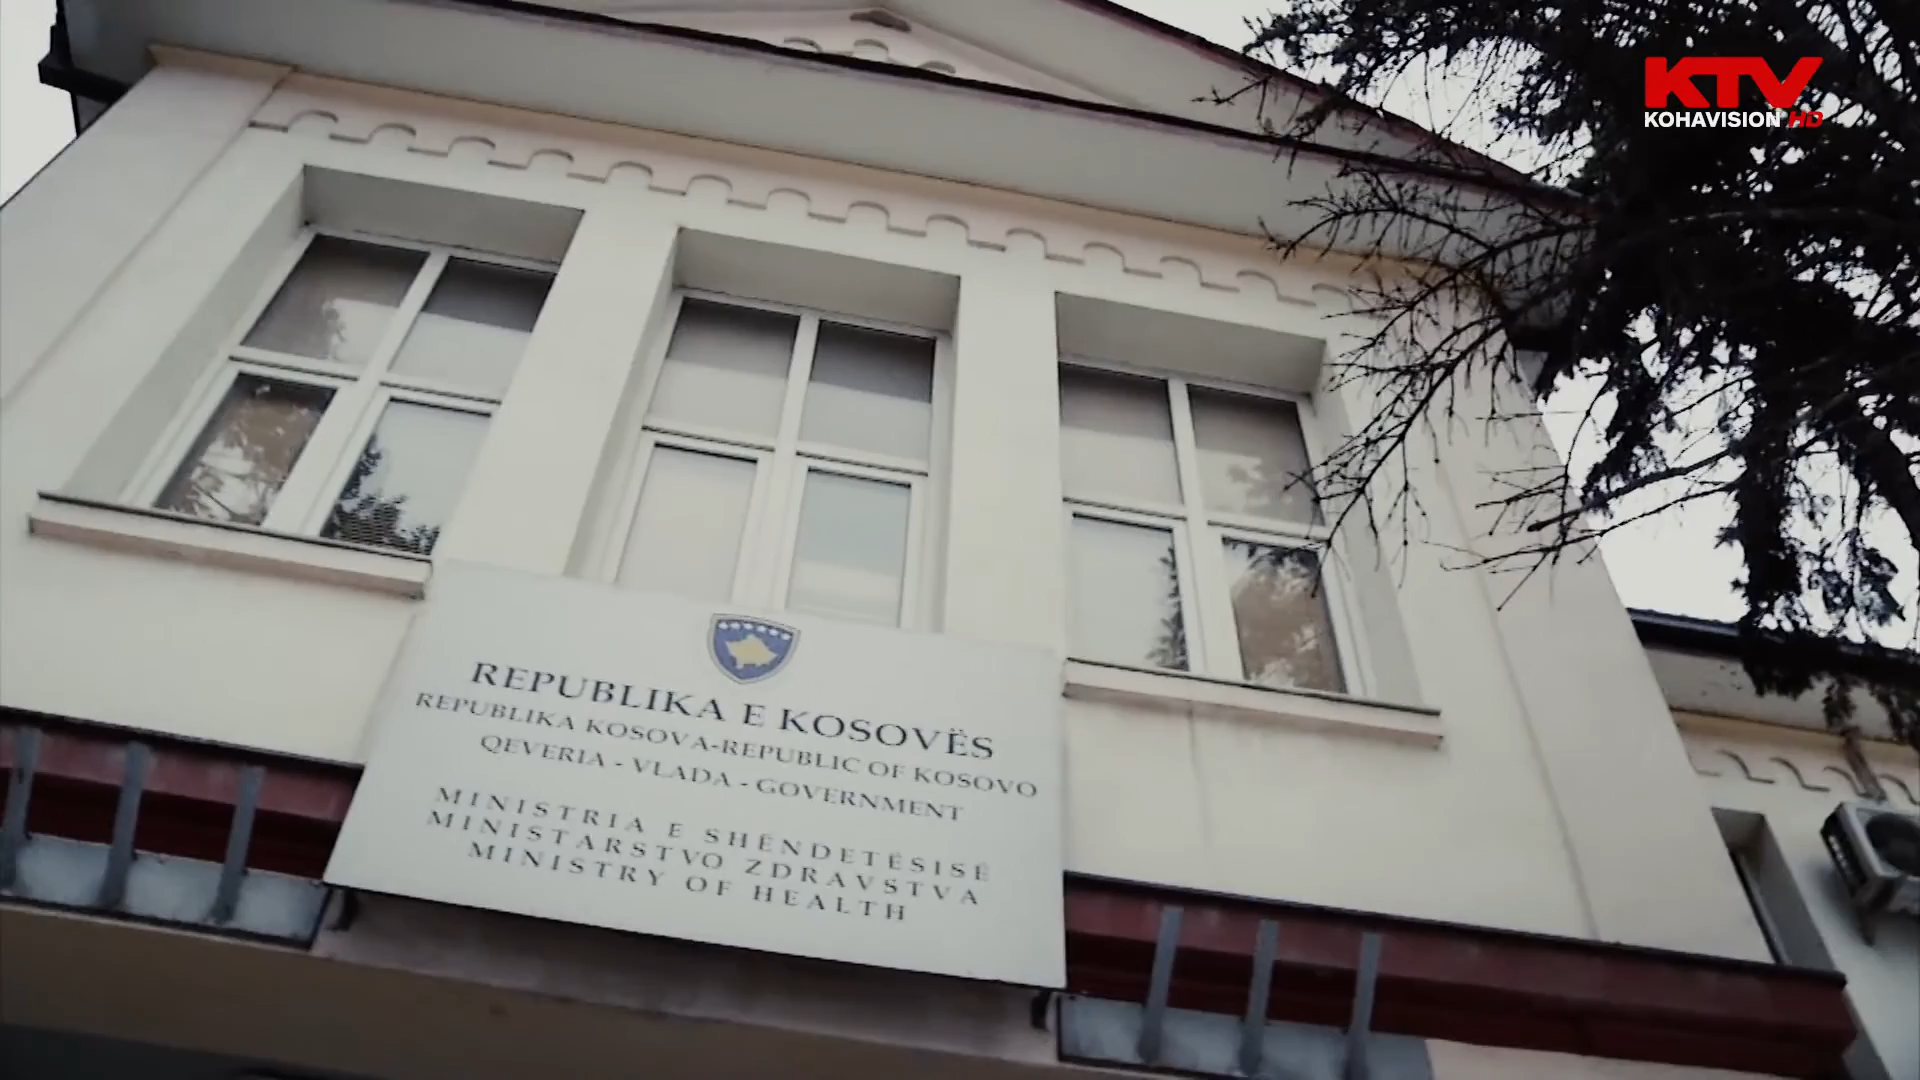 KTV
KOHAVISION HD
REPUBLIKA E KOSOVËS
REPUBLIKA KOSOVA-REPUBLIC OF KOSOVO
QEVERIA - VLADA - GOVERNMENT
MINISTRIA E SHËNDETËSISË
MINISTARSTVO ZDRAVSTVA
MINISTRY OF HEALTH